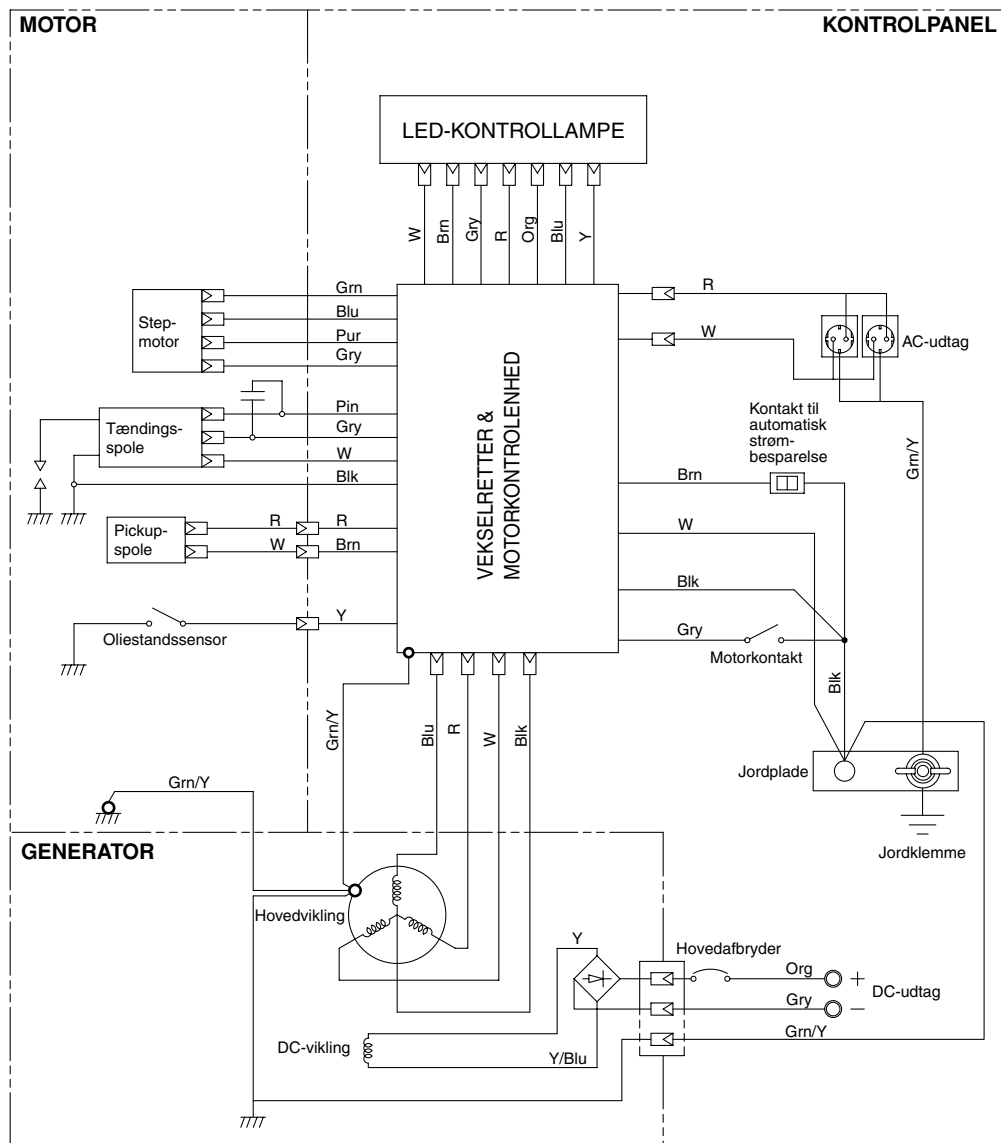 MOTOR
KONTROLPANEL
LED-KONTROLLAMPE
W
Brn
Gry
R
Org
Blu
Y
Step-
motor
Grn
Blu
Pur
Gry
Tændings-
spole
Pin
Gry
W
Blk
Pickup-
spole
R
R
W
Brn
Oliestandssensor
Y
VEKSELRETTER &
MOTORKONTROLENHED
R
W
AC-udtag
Kontakt til
automatisk
strøm-
besparelse
Grn/Y
Brn
W
Blk
Gry
Motorkontakt
Blk
Jordplade
Jordklemme
Grn/Y
Blu
R
W
Blk
Grn/Y
GENERATOR
Hovedvikling
Y
Hovedafbryder
Org
+
DC-udtag
Gry
−
Grn/Y
DC-vikling
Y/Blu